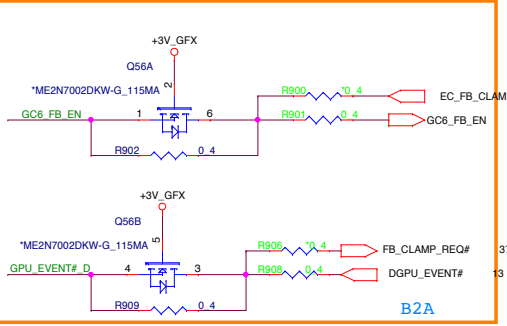 +3V_GFX
Q56A
*ME2N7002DKW-G_115MA
2
R900 *0_4
EC_FB_CLAM
GC6_FB_EN 1 6 R901 0_4 GC6_FB_EN
R902 0_4
+3V_GFX
Q56B
*ME2N7002DKW-G_115MA
5
R906 *0_4 FB_CLAMP_REQ# 37
GPU_EVENT#_D 4 3 R908 0_4 DGPU_EVENT# 13
R909 0_4
B2A